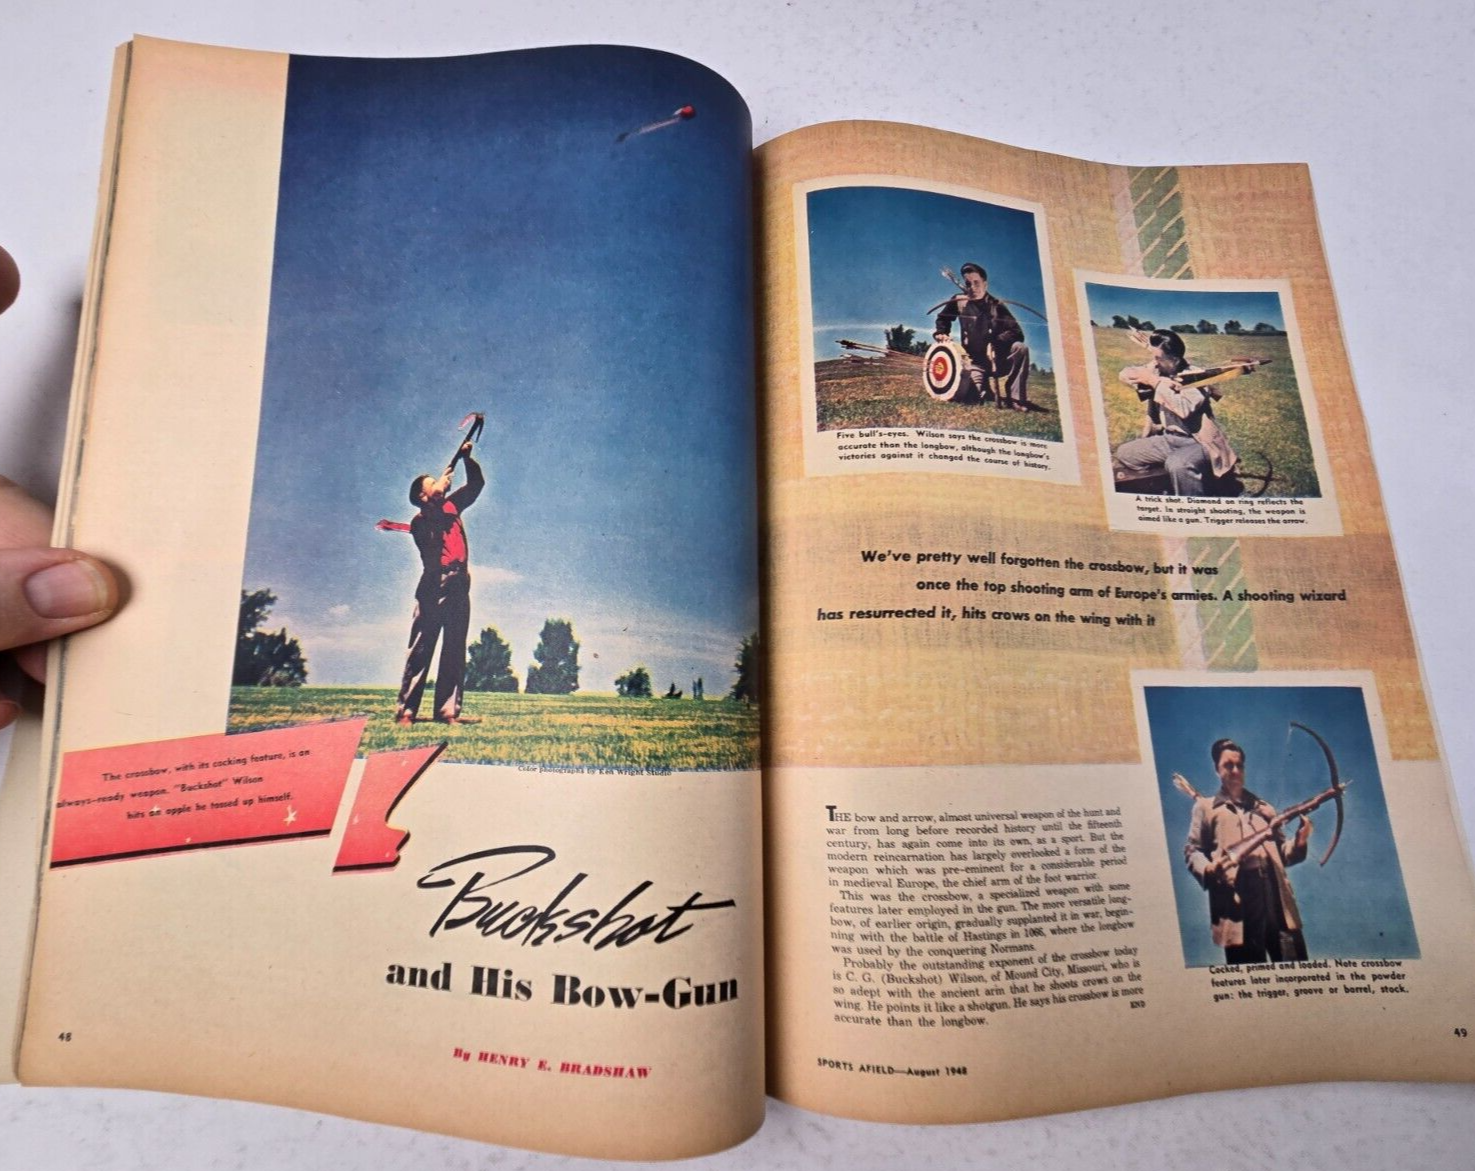 The crossbow, with its cocking feature, is an
always-ready weapon. "Buckshot" Wilson
hits an apple he tossed up himself.
Color photographs by Ken Wright Studio
Buckshot
and His Bow-Gun
By HENRY E. BRADSHAW
48
Five bull's-eyes. Wilson says the crossbow is more
accurate than the longbow, although the longbow's
victories against it changed the course of history.
A trick shot. Diamond on ring reflects the
target. In straight shooting, the weapon is
aimed like a gun. Trigger releases the arrow.
We've pretty well forgotten the crossbow, but it was
once the top shooting arm of Europe's armies. A shooting wizard
has resurrected it, hits crows on the wing with it
THE bow and arrow, almost universal weapon of the hunt and
war from long before recorded history until the fifteenth
century, has again come into its own, as a sport. But the
modern reincarnation has largely overlooked a form of the
weapon which was pre-eminent for a considerable period
in medieval Europe, the chief arm of the foot warrior.
This was the crossbow, a specialized weapon with some
features later employed in the gun. The more versatile long-
bow, of earlier origin, gradually supplanted it in war, begin-
ning with the battle of Hastings in 1066, where the longbow
was used by the conquering Normans.
Probably the outstanding exponent of the crossbow today
is C. G. (Buckshot) Wilson, of Mound City, Missouri, who is
so adept with the ancient arm that he shoots crows on the
wing. He points it like a shotgun. He says his crossbow is more
accurate than the longbow. END
Cocked, primed and loaded. Note crossbow
features later incorporated in the powder
gun: the trigger, groove or barrel, stock.
SPORTS AFIELD—August 1948
49